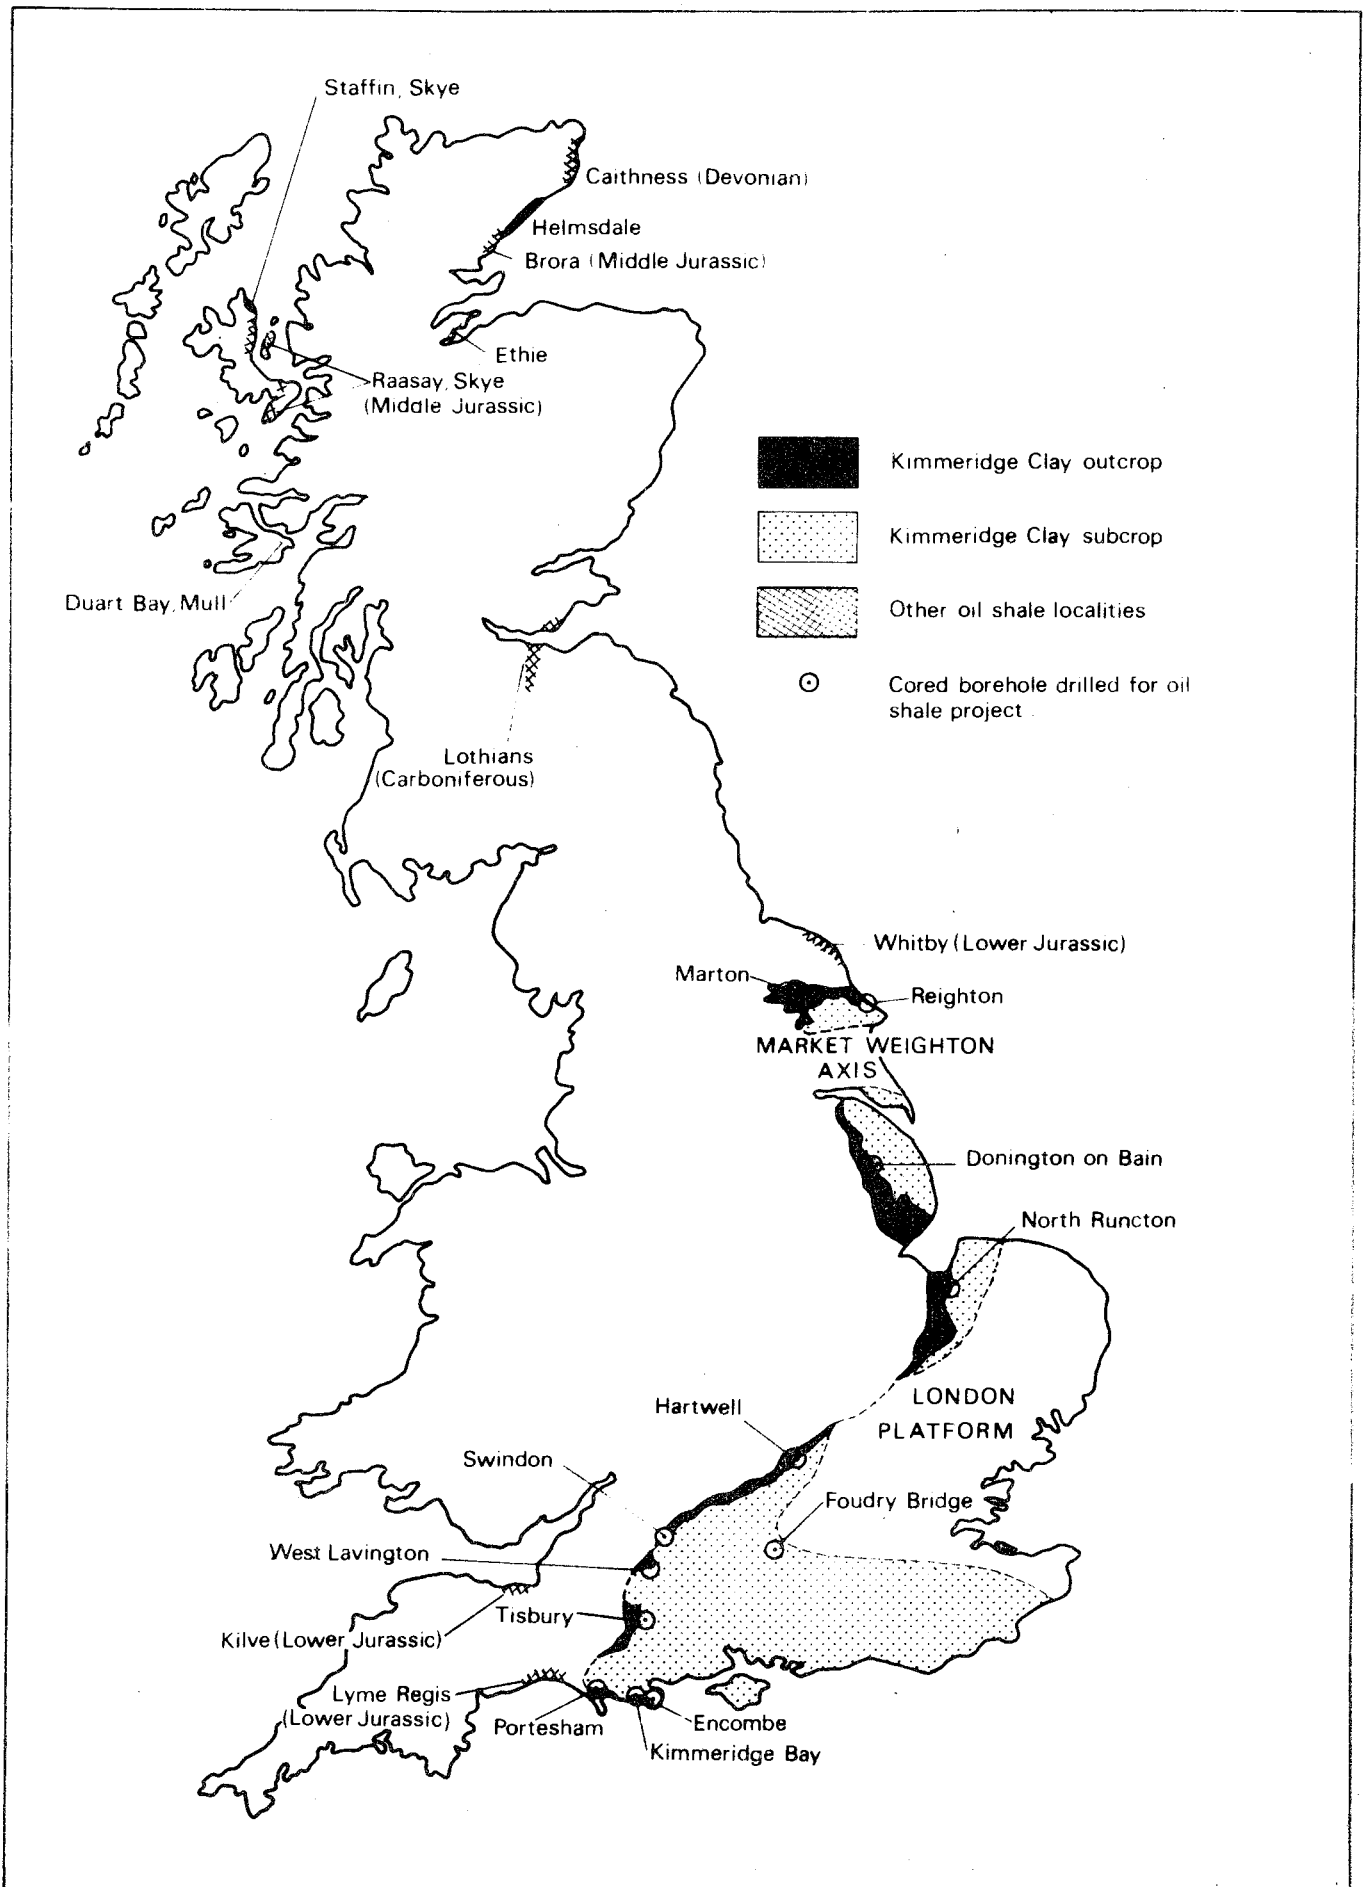 Staffin, Skye
Caithness (Devonian)
Helmsdale
Brora (Middle Jurassic)
Ethie
Raasay, Skye
(Middle Jurassic)
Kimmeridge Clay outcrop
Kimmeridge Clay subcrop
Duart Bay, Mull
Other oil shale localities
Cored borehole drilled for oil
shale project
Lothians
(Carboniferous)
Whitby (Lower Jurassic)
Marton
Reighton
MARKET WEIGHTON
AXIS
Donington on Bain
North Runcton
LONDON
PLATFORM
Hartwell
Swindon
Foudry Bridge
West Lavington
Tisbury
Kilve (Lower Jurassic)
Lyme Regis
(Lower Jurassic)
Portesham
Encombe
Kimmeridge Bay